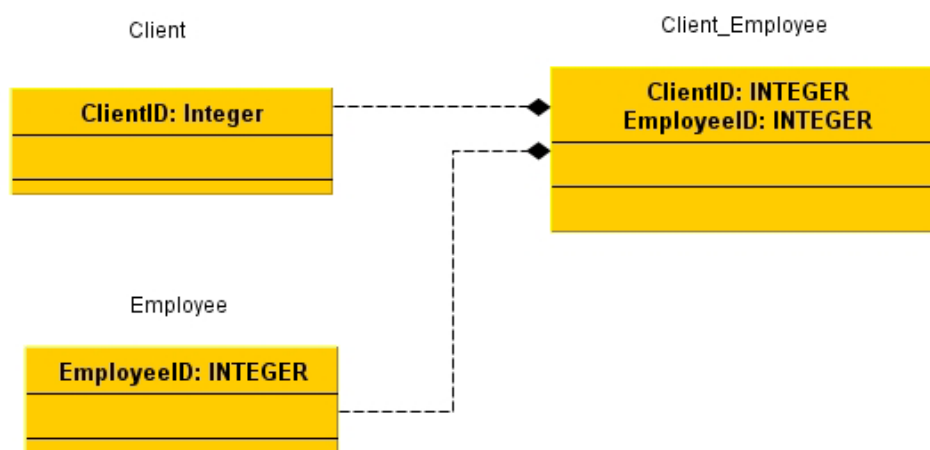 Client
ClientID: Integer
Client_Employee
ClientID: INTEGER
EmployeeID: INTEGER
Employee
EmployeeID: INTEGER